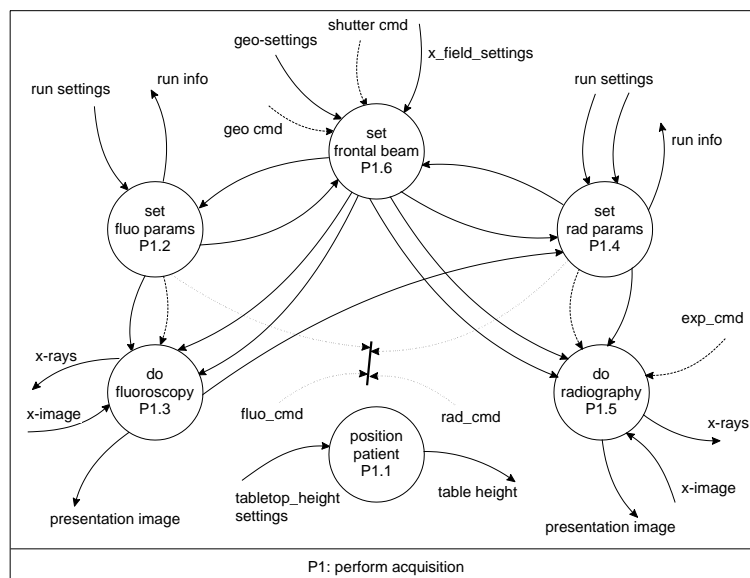 shutter cmd
geo-settings
x_field_settings
run settings
run info
geo cmd
set
frontal beam
P1.6
run settings
run info
set
fluo params
P1.2
set
rad params
P1.4
exp_cmd
x-rays
do
fluoroscopy
P1.3
x-image
fluo_cmd
rad_cmd
do
radiography
P1.5
x-rays
position
patient
P1.1
tabletop_height
settings
table height
x-image
presentation image
presentation image
P1: perform acquisition